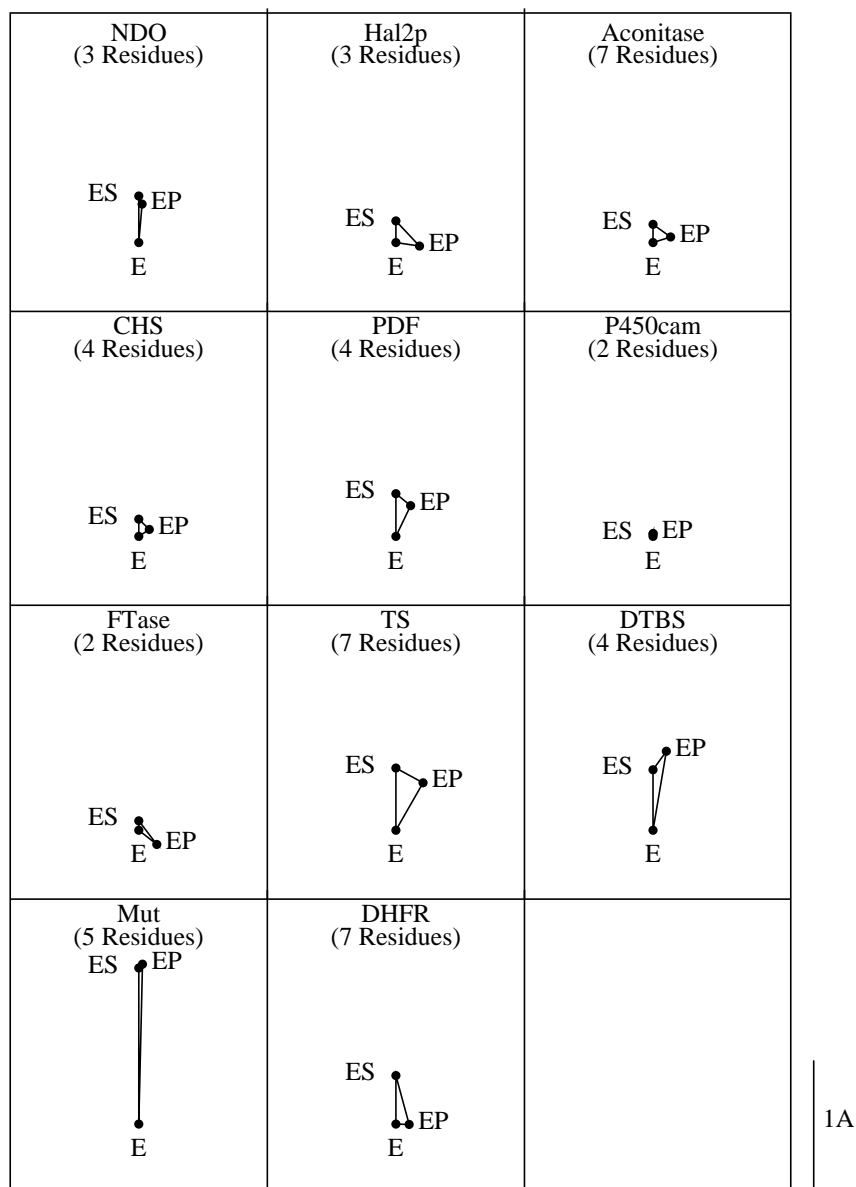 NDO
(3 Residues)
ES
EP
E
Hal2p
(3 Residues)
ES
EP
E
Aconitase
(7 Residues)
ES
EP
E
CHS
(4 Residues)
ES
EP
E
PDF
(4 Residues)
ES
EP
E
P450cam
(2 Residues)
ES
EP
E
FTase
(2 Residues)
ES
E
EP
TS
(7 Residues)
ES
EP
E
DTBS
(4 Residues)
EP
ES
E
Mut
(5 Residues)
ES
EP
E
DHFR
(7 Residues)
ES
EP
E
1A